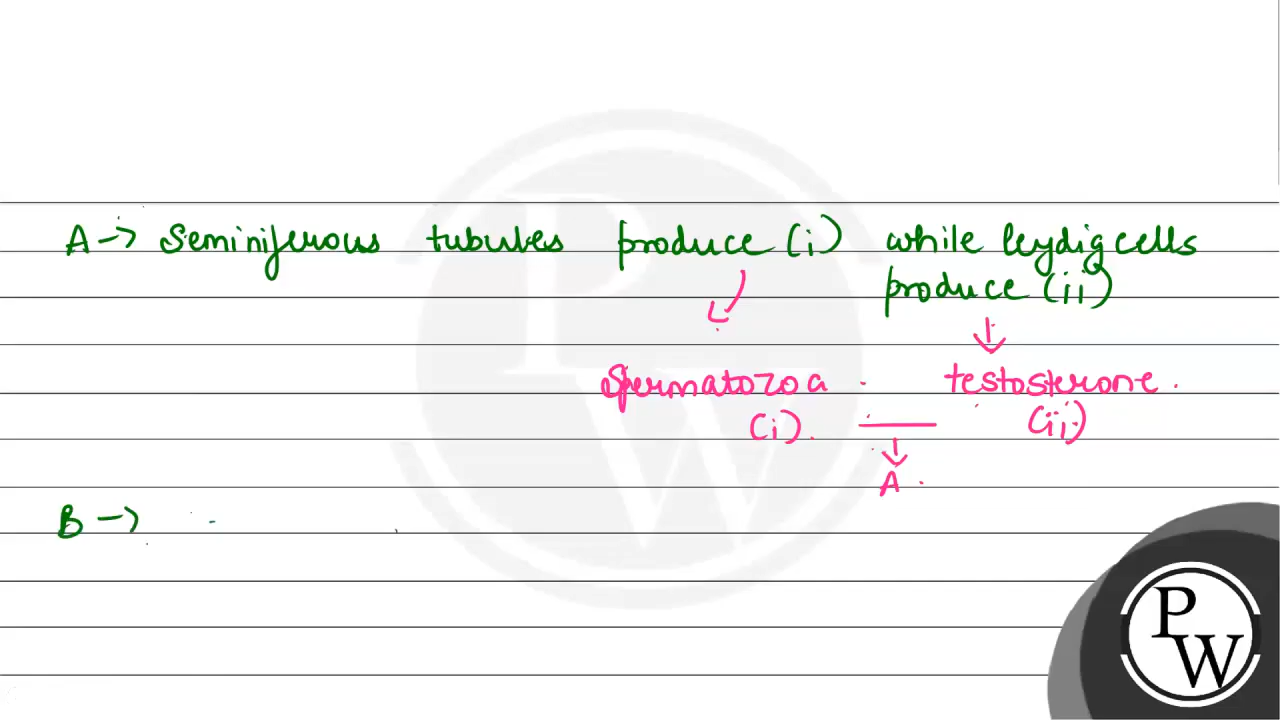 A → Seminiferous tubules produce (i) while leydig cells
produce (ii)
Spermatozoa. testosterone.
(i). (ii)
A.
B →
P
W
PW